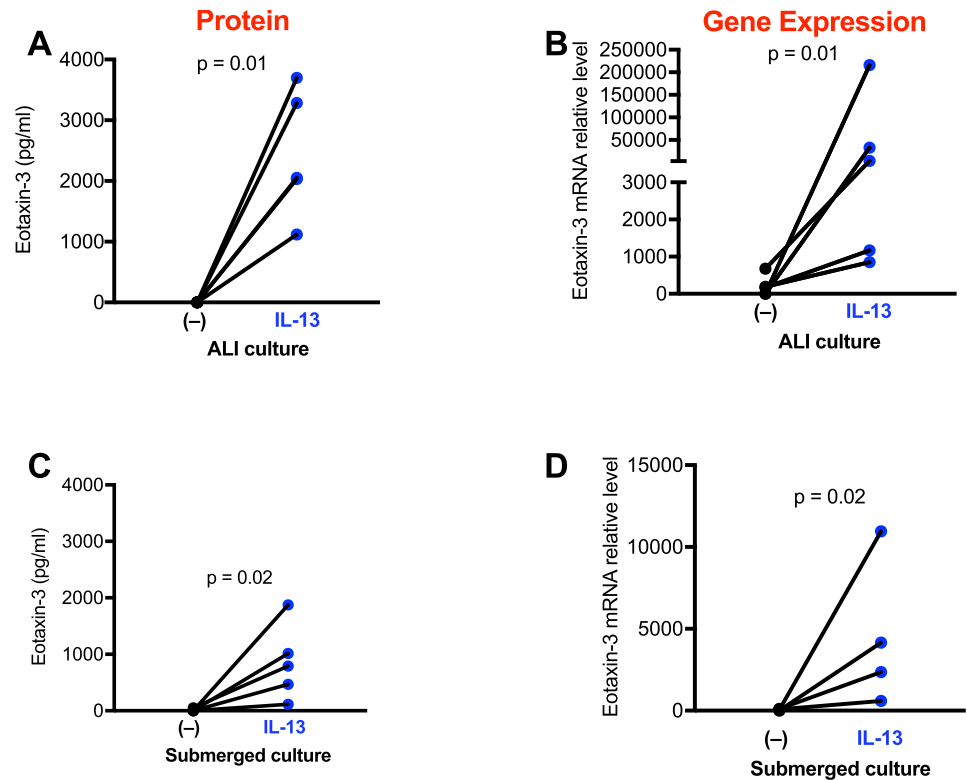 Protein
Gene Expression
A
p = 0.01
Eotaxin-3 (pg/ml)
4000
3000
2000
1000
0
(–)
IL-13
ALI culture
B
p = 0.01
Eotaxin-3 mRNA relative level
250000
200000
150000
100000
50000
3000
2000
1000
0
(–)
IL-13
ALI culture
C
p = 0.02
Eotaxin-3 (pg/ml)
4000
3000
2000
1000
0
(–)
IL-13
Submerged culture
D
p = 0.02
Eotaxin-3 mRNA relative level
15000
10000
5000
0
(–)
IL-13
Submerged culture